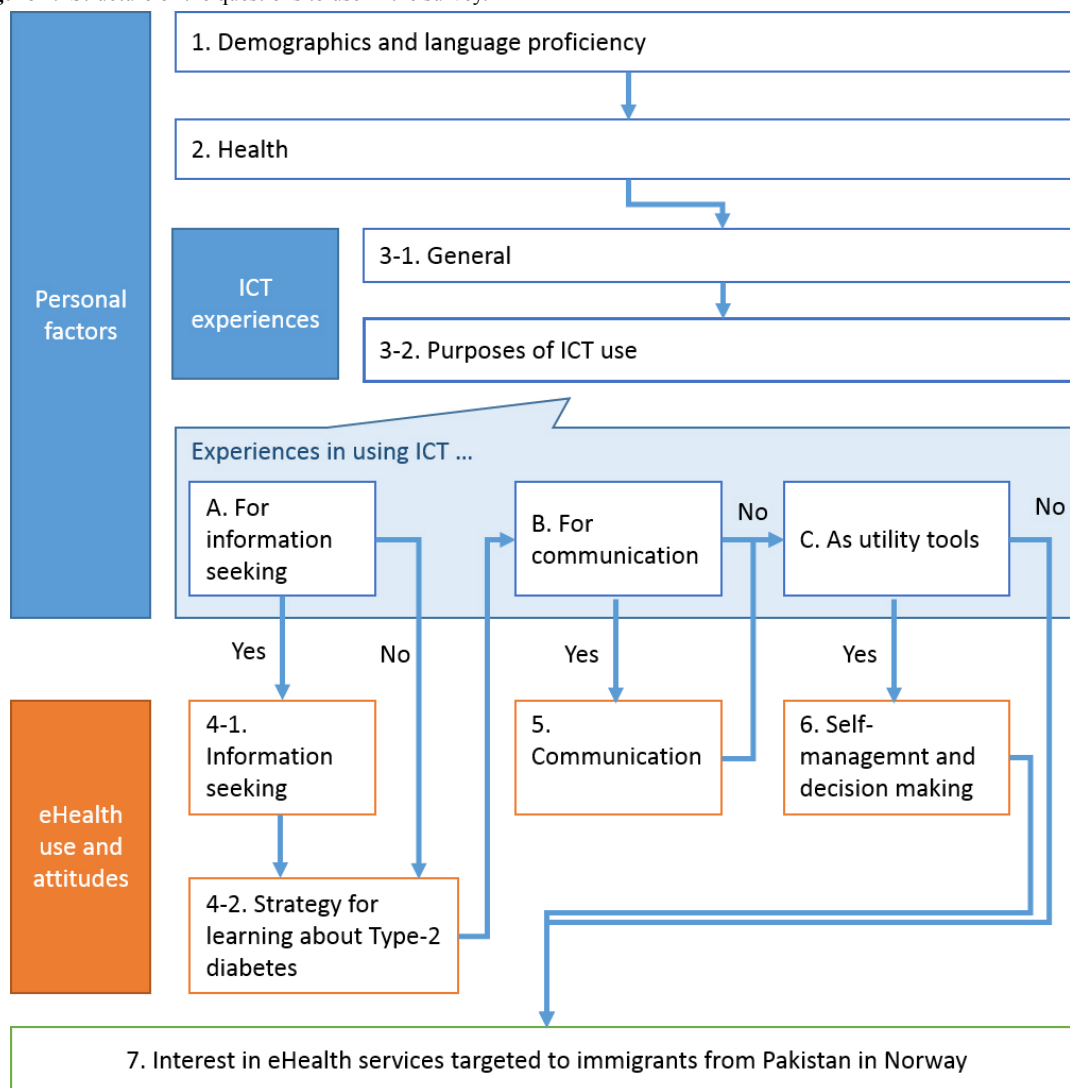 1. Demographics and language proficiency
2. Health
Personal
factors
ICT
experiences
3-1. General
3-2. Purposes of ICT use
Experiences in using ICT ...
A. For
information
seeking
B. For
communication
No
C. As utility tools
No
Yes
No
Yes
Yes
eHealth
use and
attitudes
4-1.
Information
seeking
5.
Communication
6. Self-
managemnt and
decision making
4-2. Strategy for
learning about Type-2
diabetes
7. Interest in eHealth services targeted to immigrants from Pakistan in Norway